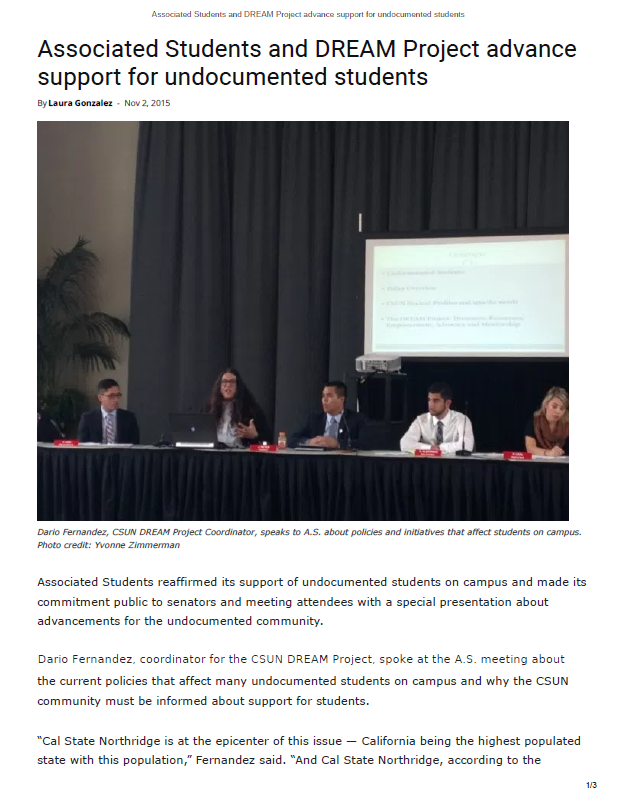 Associated Students and DREAM Project advance support for undocumented students
Associated Students and DREAM Project advance
support for undocumented students
By Laura Gonzalez - Nov 2, 2015
Dario Fernandez, CSUN DREAM Project Coordinator, speaks to A.S. about policies and initiatives that affect students on campus.
Photo credit: Yvonne Zimmerman
Associated Students reaffirmed its support of undocumented students on campus and made its
commitment public to senators and meeting attendees with a special presentation about
advancements for the undocumented community.
Dario Fernandez, coordinator for the CSUN DREAM Project, spoke at the A.S. meeting about
the current policies that affect many undocumented students on campus and why the CSUN
community must be informed about support for students.
“Cal State Northridge is at the epicenter of this issue — California being the highest populated
state with this population,” Fernandez said. “And Cal State Northridge, according to the
1/3